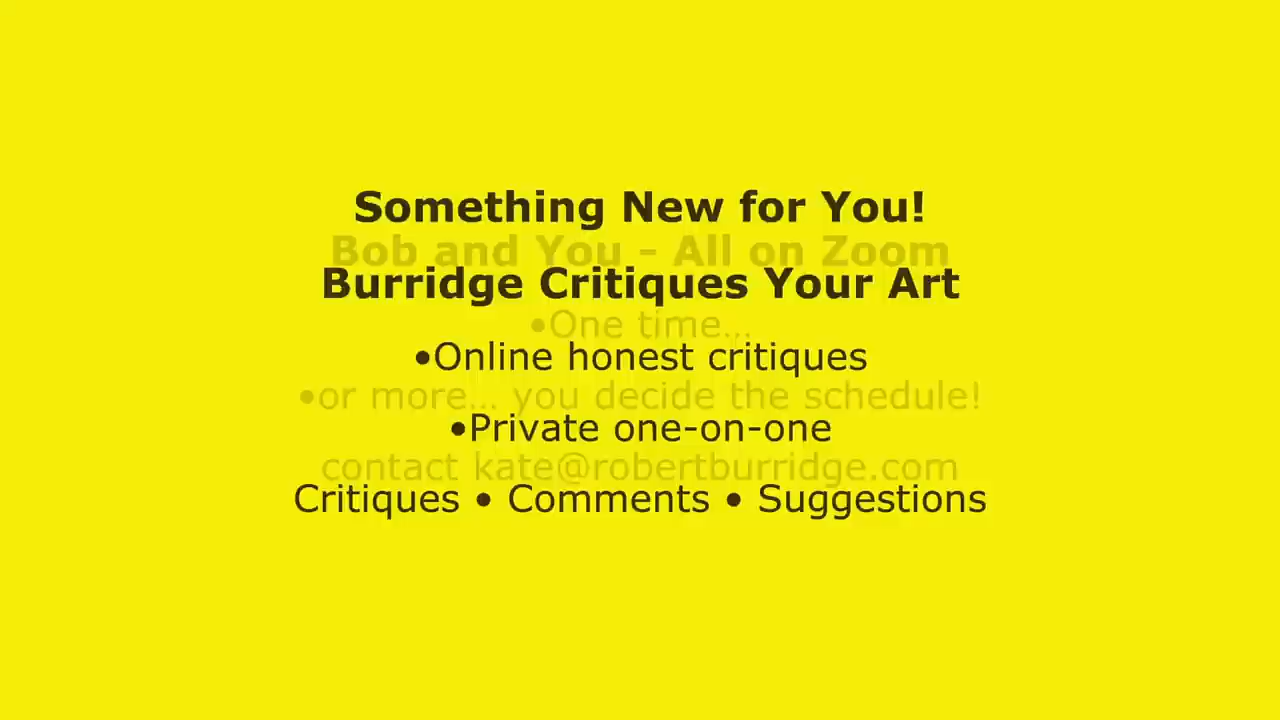 Something New for You!
Bob and You - All on Zoom
Burridge Critiques Your Art
•One time…
•Online honest critiques
•or more… you decide the schedule!
•Private one-on-one
contact kate@robertburridge.com
Critiques • Comments • Suggestions